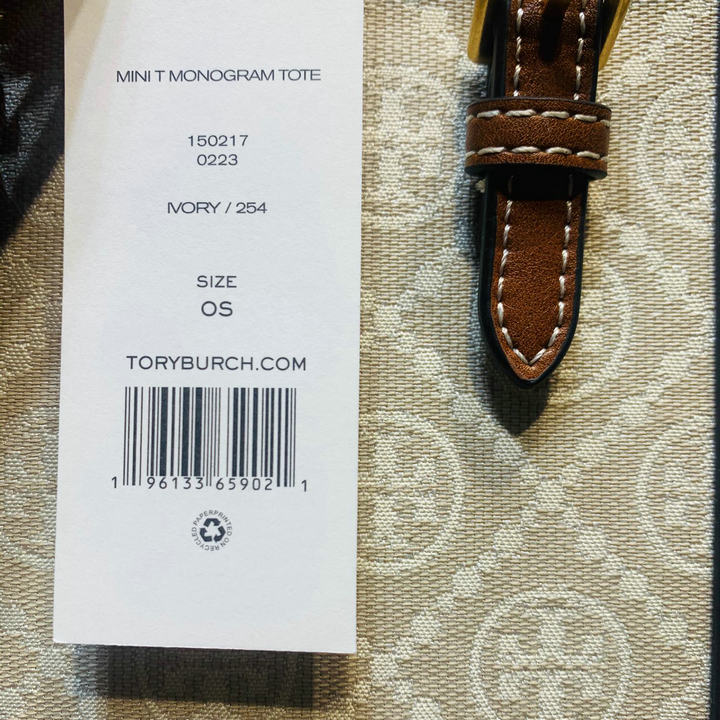 MINI T MONOGRAM TOTE
150217
0223
IVORY / 254
SIZE
OS
TORYBURCH.COM
1 96133 65902 1
PRINTED ON RECYCLED PAPER